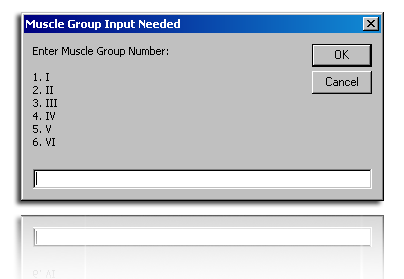 Muscle Group Input Needed
Enter Muscle Group Number:
OK
Cancel
1. I
2. II
3. III
4. IV
5. V
6. VI